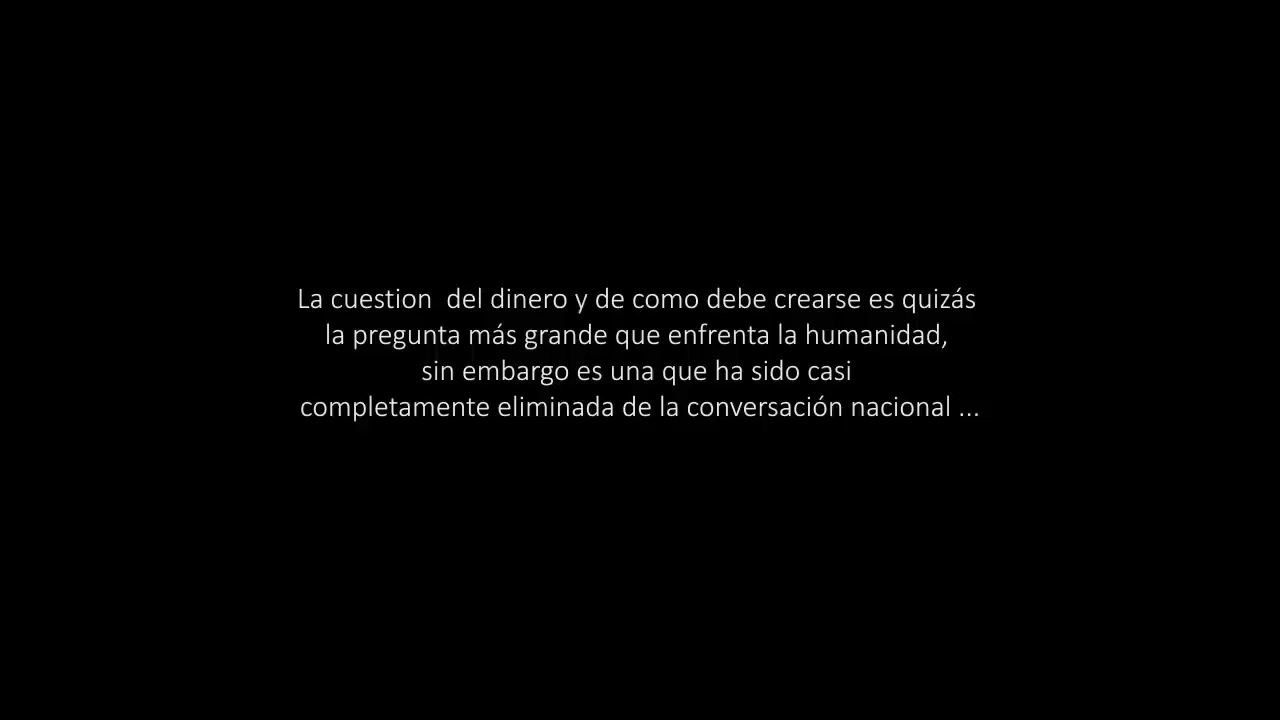 La cuestion  del dinero y de como debe crearse es quizás
la pregunta más grande que enfrenta la humanidad,
sin embargo es una que ha sido casi
completamente eliminada de la conversación nacional ...